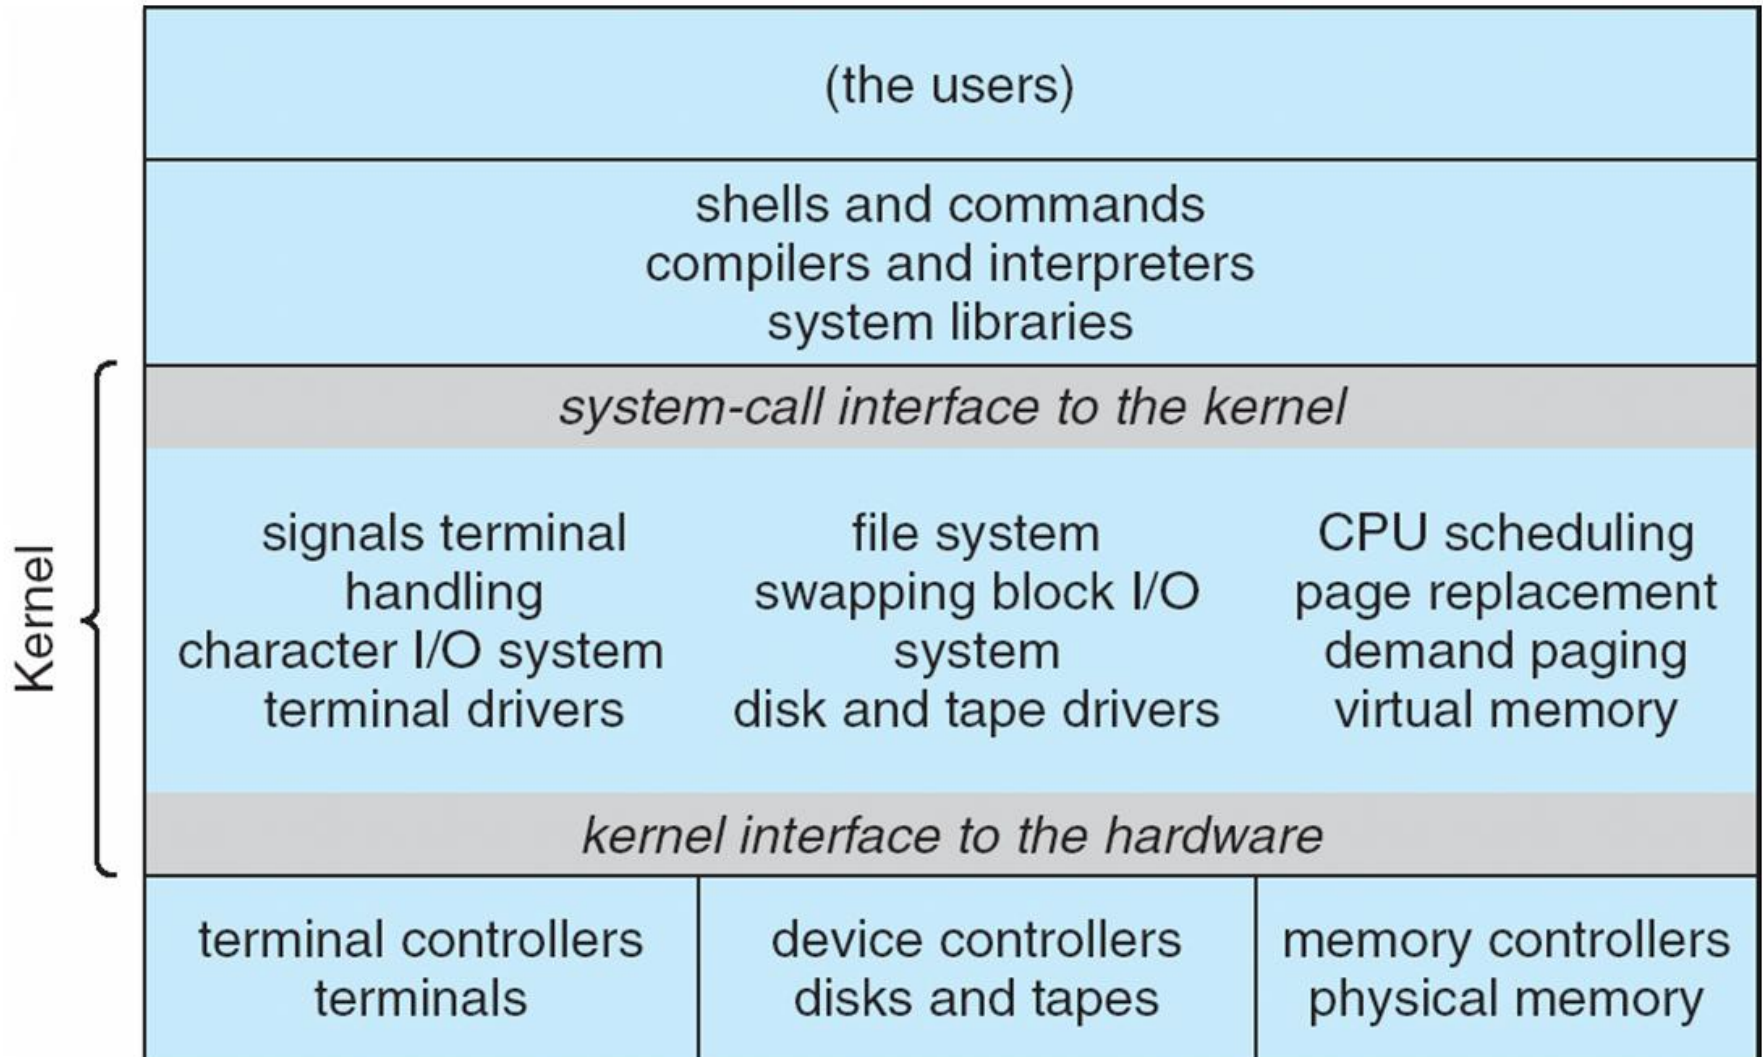 (the users)
shells and commands
compilers and interpreters
system libraries
system-call interface to the kernel
Kernel
signals terminal
handling
character I/O system
terminal drivers
file system
swapping block I/O
system
disk and tape drivers
CPU scheduling
page replacement
demand paging
virtual memory
kernel interface to the hardware
terminal controllers
terminals
device controllers
disks and tapes
memory controllers
physical memory